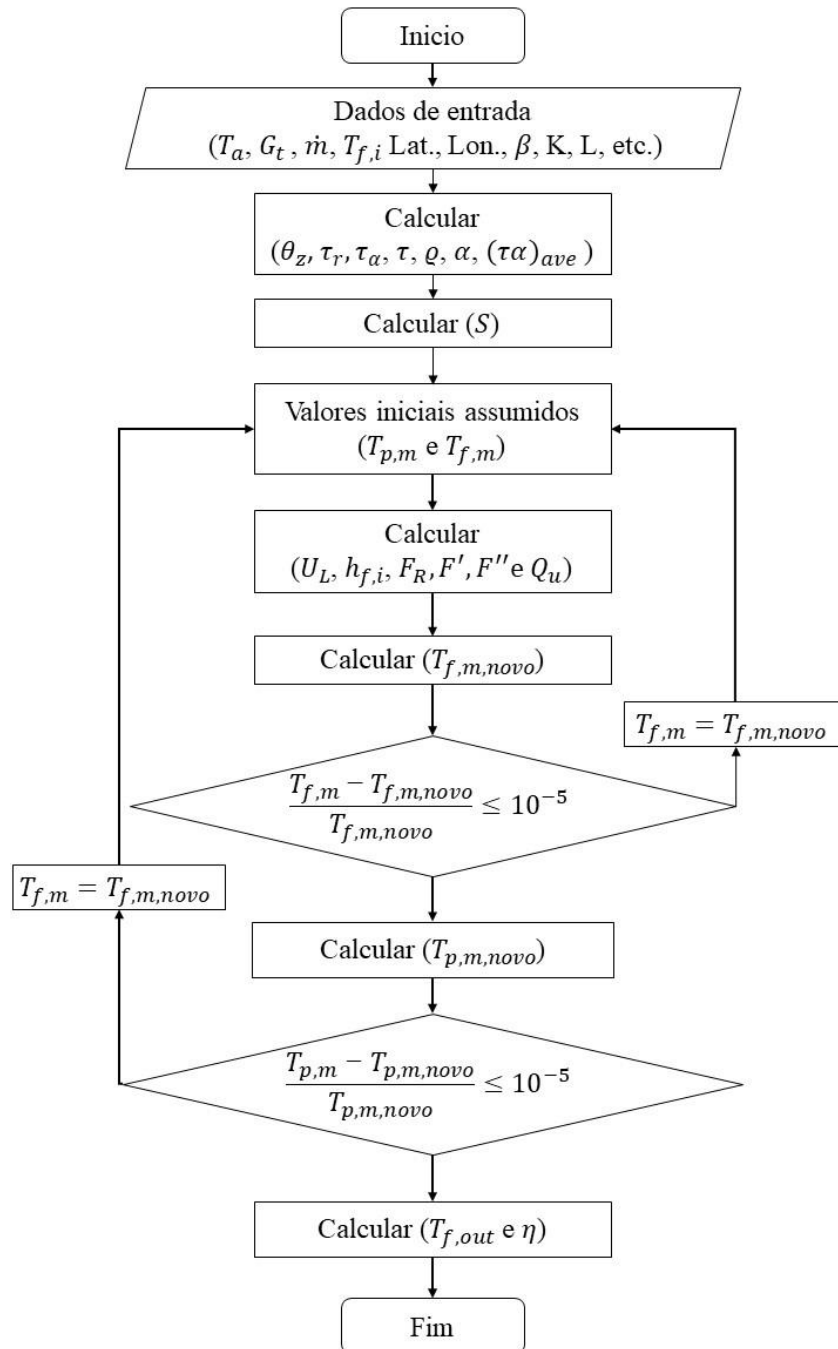 Inicio
Dados de entrada
(T_a, G_t , ṁ, T_{f,i} Lat., Lon., β, K, L, etc.)
Calcular
(θ_z, τ_r, τ_α, τ, ϱ, α, (τα)_{ave} )
Calcular (S)
Valores iniciais assumidos
(T_{p,m} e T_{f,m})
Calcular
(U_L, h_{f,i}, F_R, F', F'' e Q_u)
Calcular (T_{f,m,novo})
T_{f,m} = T_{f,m,novo}
T_{f,m} − T_{f,m,novo}
≤ 10^{−5}
T_{f,m,novo}
T_{f,m} = T_{f,m,novo}
Calcular (T_{p,m,novo})
T_{p,m} − T_{p,m,novo}
≤ 10^{−5}
T_{p,m,novo}
Calcular (T_{f,out} e η)
Fim